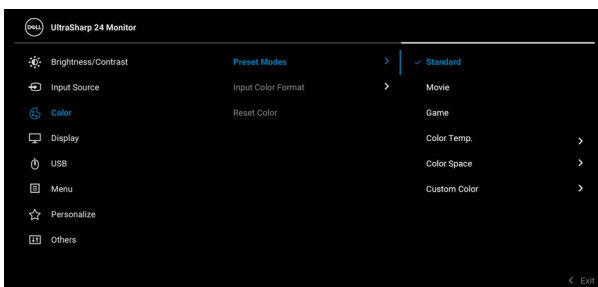 DELL UltraSharp 24 Monitor
Brightness/Contrast
Input Source
Color
Display
USB
Menu
Personalize
Others
Preset Modes
Input Color Format
Reset Color
Standard
Movie
Game
Color Temp.
Color Space
Custom Color
Exit